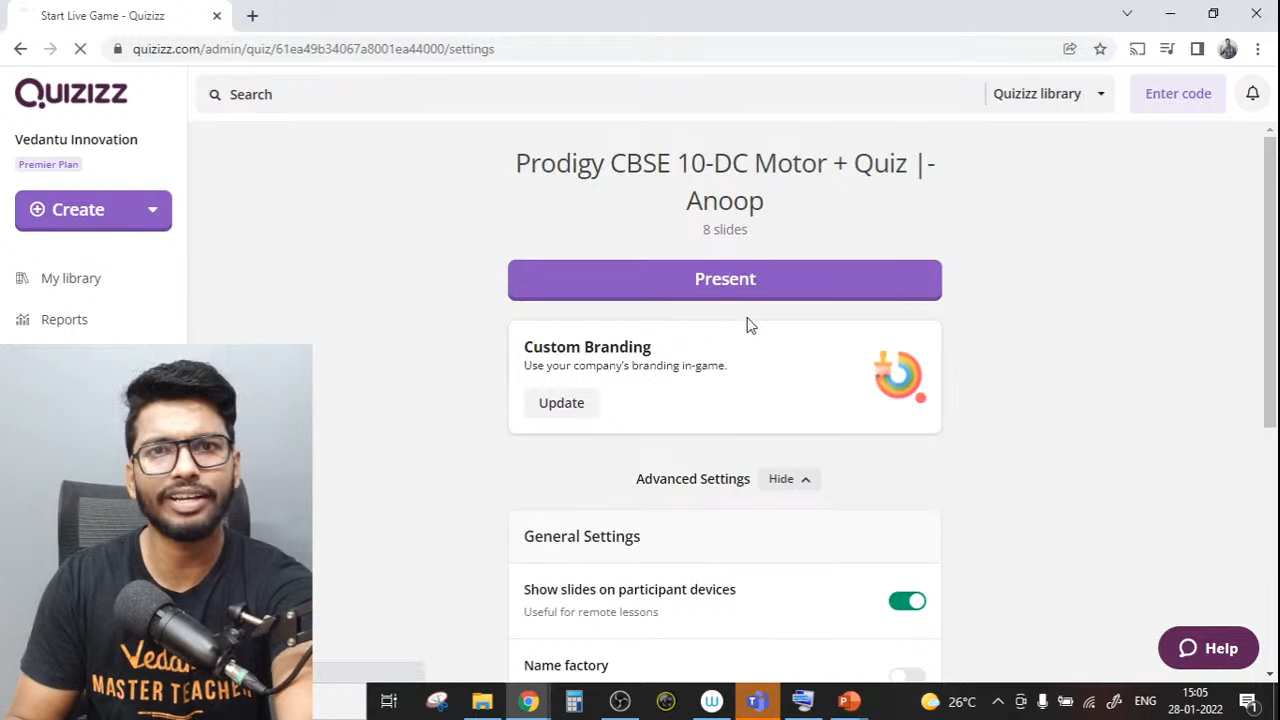 Start Live Game - Quizizz
quizizz.com/admin/quiz/61ea49b34067a8001ea44000/settings
Quizizz
Search
Quizizz library
Enter code
Vedantu Innovation
Premier Plan
Create
My library
Reports
Prodigy CBSE 10-DC Motor + Quiz |-
Anoop
8 slides
Present
Custom Branding
Use your company's branding in-game.
Update
Advanced Settings
Hide
General Settings
Show slides on participant devices
Useful for remote lessons
Name factory
Help
MASTER TEACHER
26°C
ENG
15:05
28-01-2022
1